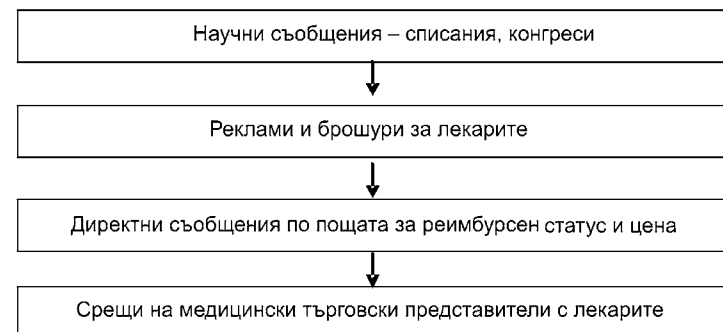 Научни съобщения – списания, конгреси
Реклами и брошури за лекарите
Директни съобщения по пощата за реимбурсен статус и цена
Срещи на медицински търговски представители с лекарите